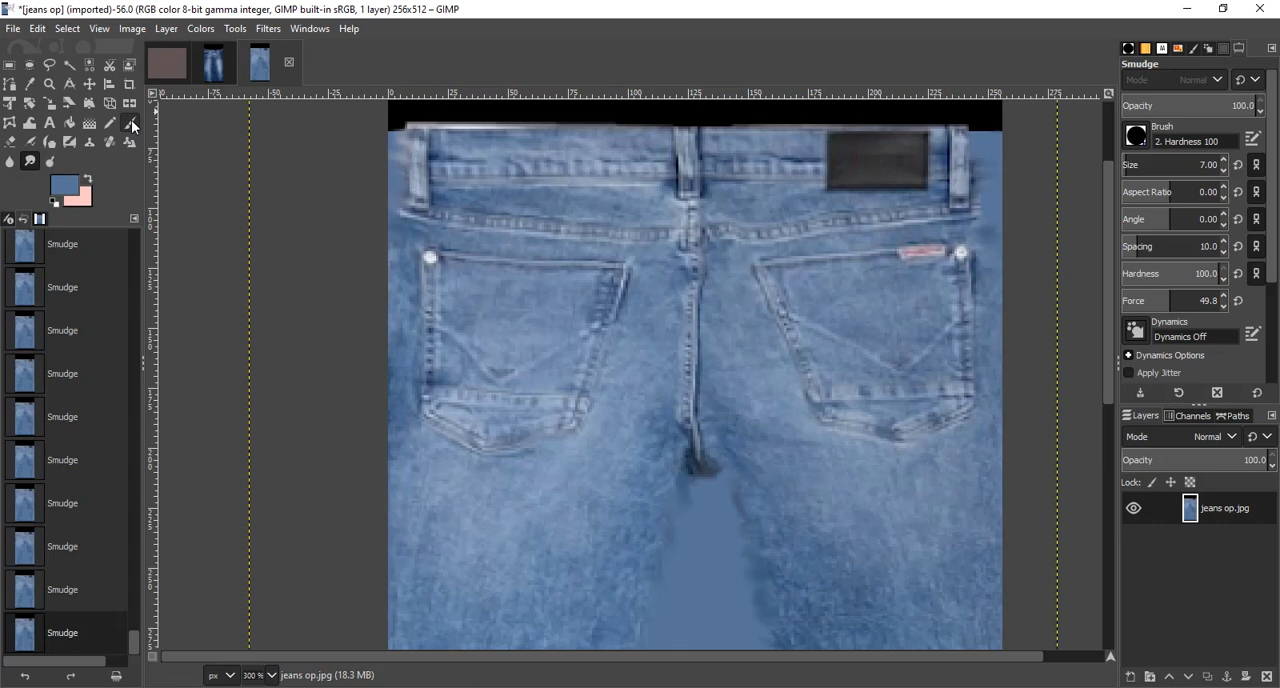 *[jeans op] (imported)-56.0 (RGB color 8-bit gamma integer, GIMP built-in sRGB, 1 layer) 256x512 – GIMP
File Edit Select View Image Layer Colors Tools Filters Windows Help
Smudge
Mode Normal
Opacity 100.0
Brush
2. Hardness 100
Size 7.00
Aspect Ratio 0.00
Angle 0.00
Spacing 10.0
Hardness 100.0
Force 49.8
Dynamics
Dynamics Off
Dynamics Options
Apply Jitter
Layers Channels Paths
Mode Normal
Opacity 100.0
Lock:
jeans op.jpg
Smudge
Smudge
Smudge
Smudge
Smudge
Smudge
Smudge
Smudge
Smudge
Smudge
px 300 % jeans op.jpg (18.3 MB)